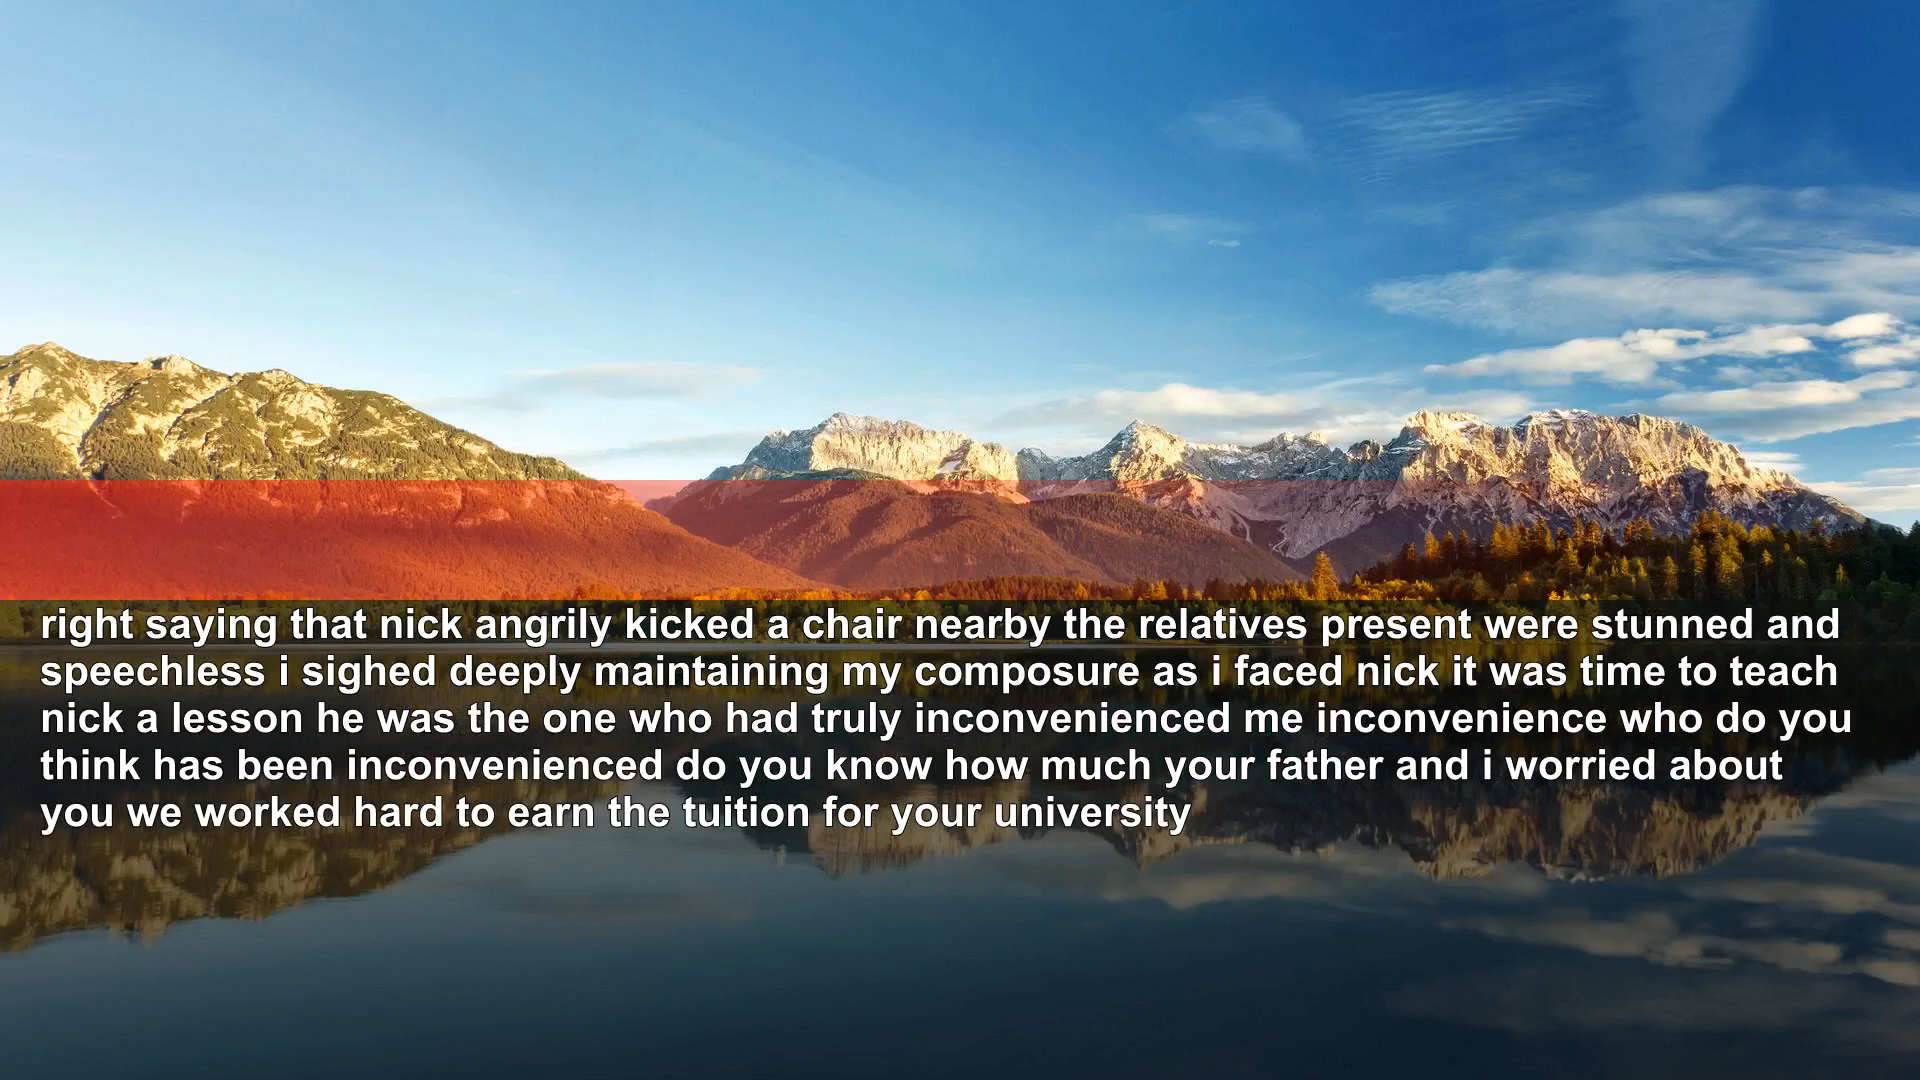 right saying that nick angrily kicked a chair nearby the relatives present were stunned and
speechless i sighed deeply maintaining my composure as i faced nick it was time to teach
nick a lesson he was the one who had truly inconvenienced me inconvenience who do you
think has been inconvenienced do you know how much your father and i worried about
you we worked hard to earn the tuition for your university